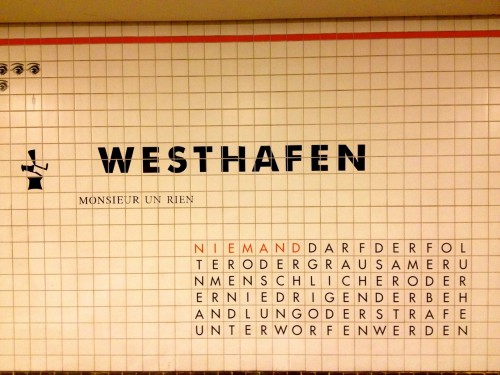 WESTHAFEN
MONSIEUR UN RIEN
NIEMANDDARFDERFOL
TERODERGRAUSAMERU
NMENSCHLICHERODER
ERNIEDRIGENDERBEH
ANDLUNGODERSTRAFE
UNTERWORFENWERDEN